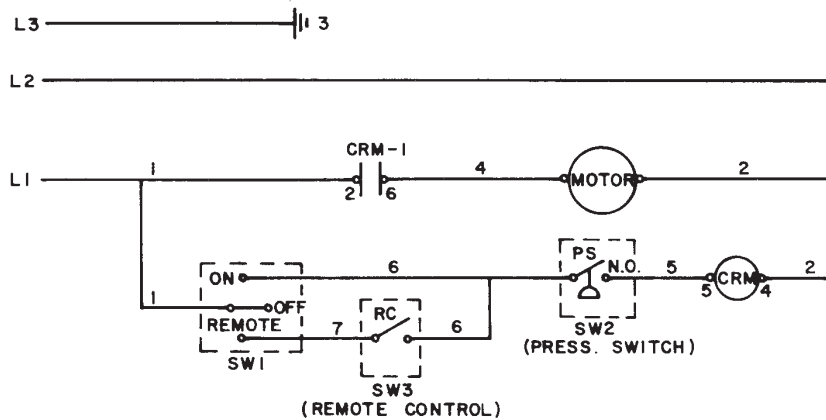 L3 3
L2
L1 1 CRM-1 4 MOTOR 2
2 6
ON 6 PS N.O. 5 CRM 2
5 4
1 OFF
REMOTE 7 RC 6
SW1 SW2
(PRESS. SWITCH)
SW3
(REMOTE CONTROL)